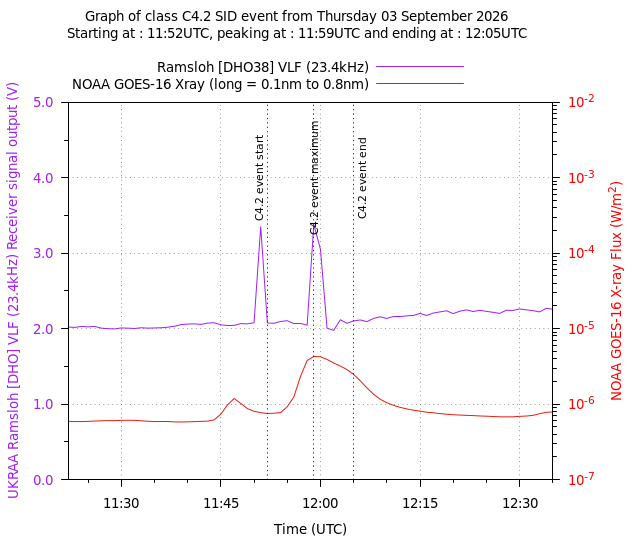 Graph of class C4.2 SID event from Thursday 03 September 2026
Starting at : 11:52UTC, peaking at : 11:59UTC and ending at : 12:05UTC
Ramsloh [DHO38] VLF (23.4kHz)
NOAA GOES-16 Xray (long = 0.1nm to 0.8nm)
UKRAA Ramsloh [DHO] VLF (23.4kHz) Receiver signal output (V)
5.0
4.0
3.0
2.0
1.0
0.0
C4.2 event start
C4.2 event maximum
C4.2 event end
10-2
10-3
10-4
10-5
10-6
10-7
NOAA GOES-16 X-ray Flux (W/m2)
11:30 11:45 12:00 12:15 12:30
Time (UTC)